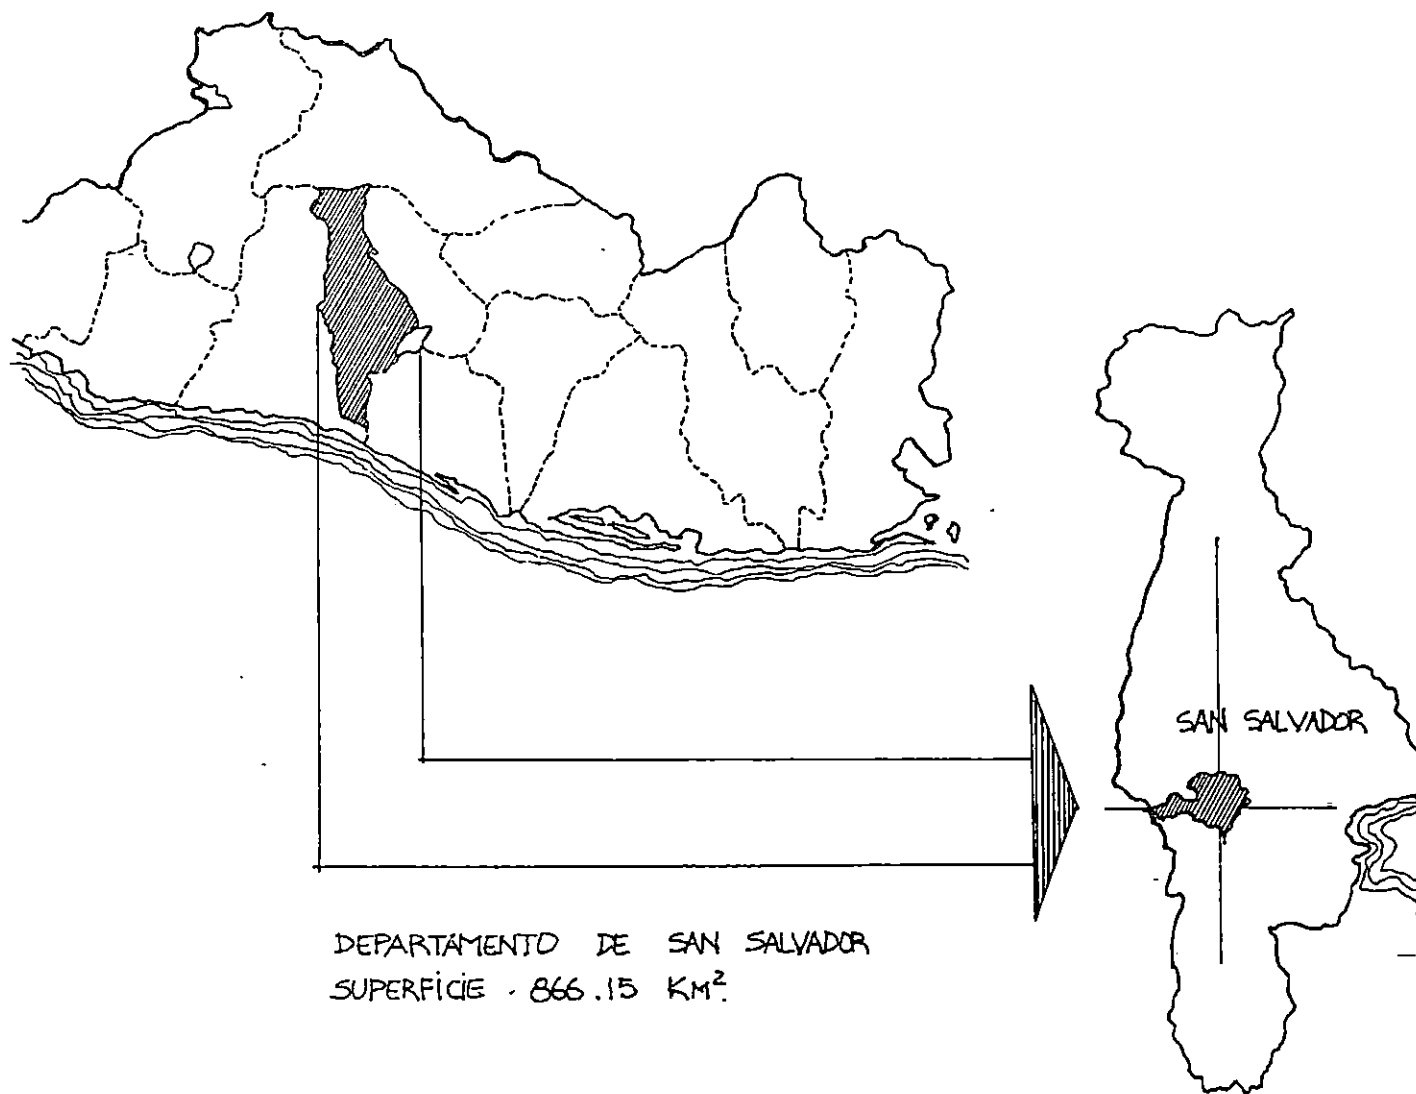 SAN SALVADOR
DEPARTAMENTO DE SAN SALVADOR
SUPERFICIE . 866.15 KM².